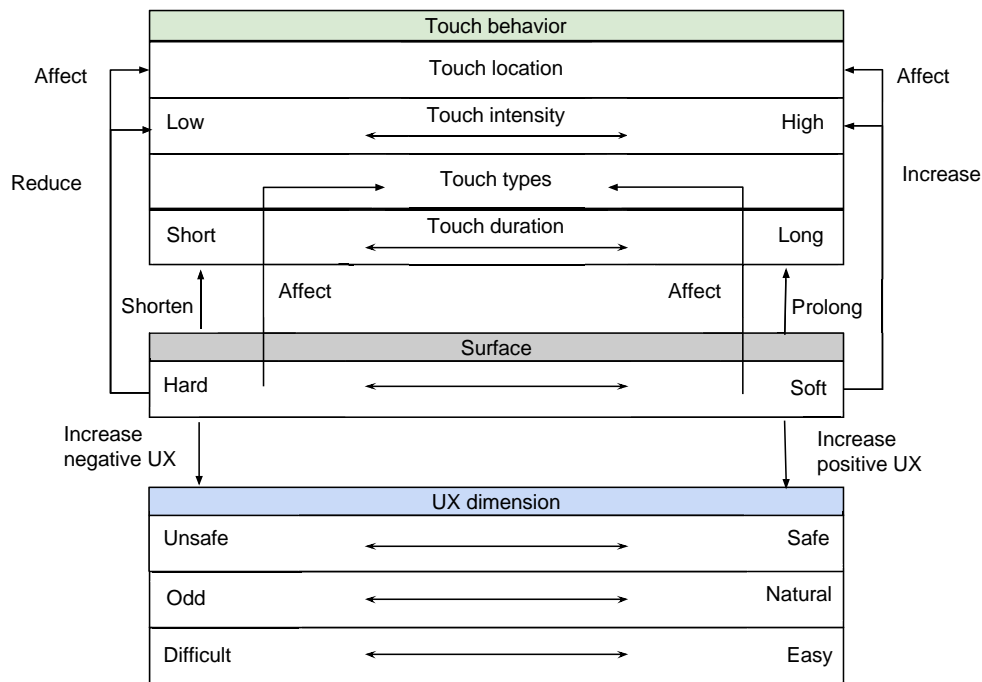 Touch behavior
Affect
Touch location
Affect
Low
Touch intensity
High
Reduce
Touch types
Increase
Short
Touch duration
Long
Shorten
Affect
Affect
Prolong
Surface
Hard
Soft
Increase
negative UX
Increase
positive UX
UX dimension
Unsafe
Safe
Odd
Natural
Difficult
Easy